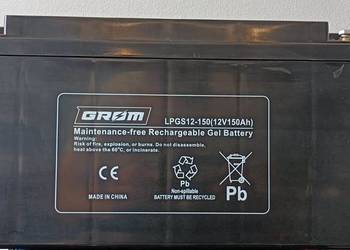 GROM
LPGS12-150(12V150Ah)
Maintenance-free Rechargeable Gel Battery
Warning:
Risk of fire, explosion, or burns. Do not disassemble,
heat above the 60°C, or incinerate.
CE
MADE IN CHINA
Pb
Non-spillable
BATTERY MUST BE RECYCLED
Pb